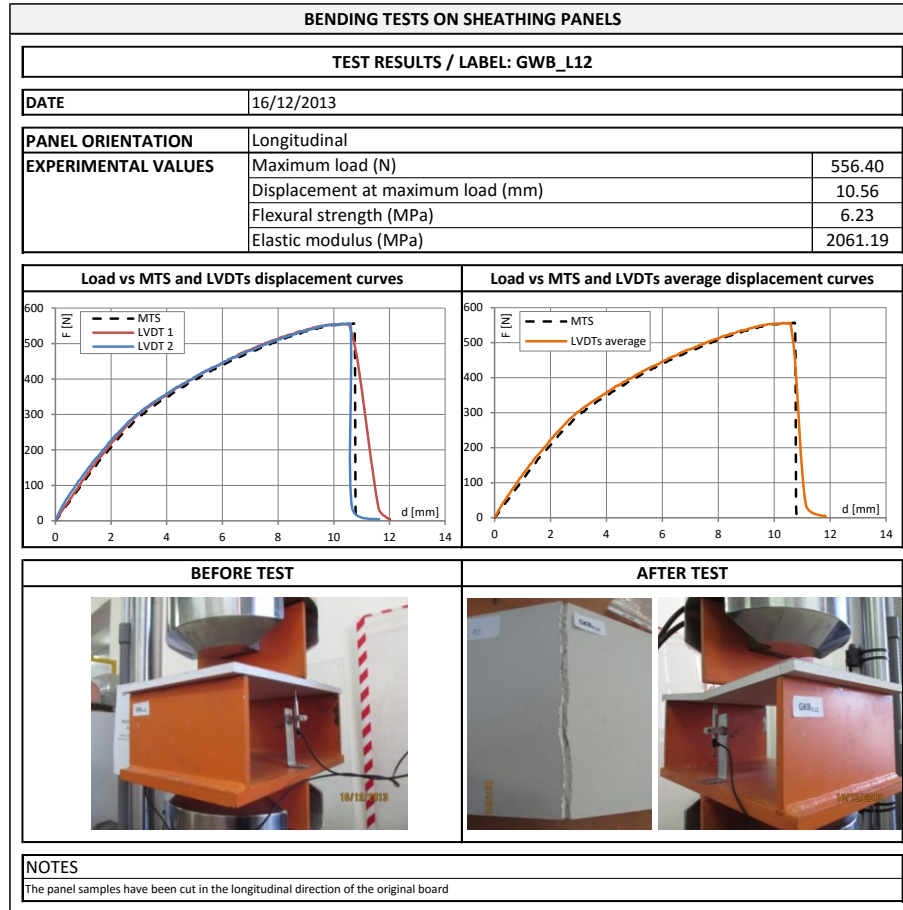 BENDING TESTS ON SHEATHING PANELS
TEST RESULTS / LABEL: GWB_L12
DATE 16/12/2013
PANEL ORIENTATION Longitudinal
EXPERIMENTAL VALUES Maximum load (N) 556.40
Displacement at maximum load (mm) 10.56
Flexural strength (MPa) 6.23
Elastic modulus (MPa) 2061.19
Load vs MTS and LVDTs displacement curves
600
500
400
300
200
100
0
F [N]
MTS
LVDT 1
LVDT 2
d [mm]
0 2 4 6 8 10 12 14
Load vs MTS and LVDTs average displacement curves
600
500
400
300
200
100
0
F [N]
MTS
LVDTs average
d [mm]
0 2 4 6 8 10 12 14
BEFORE TEST
AFTER TEST
16/12/2013
NOTES
The panel samples have been cut in the longitudinal direction of the original board